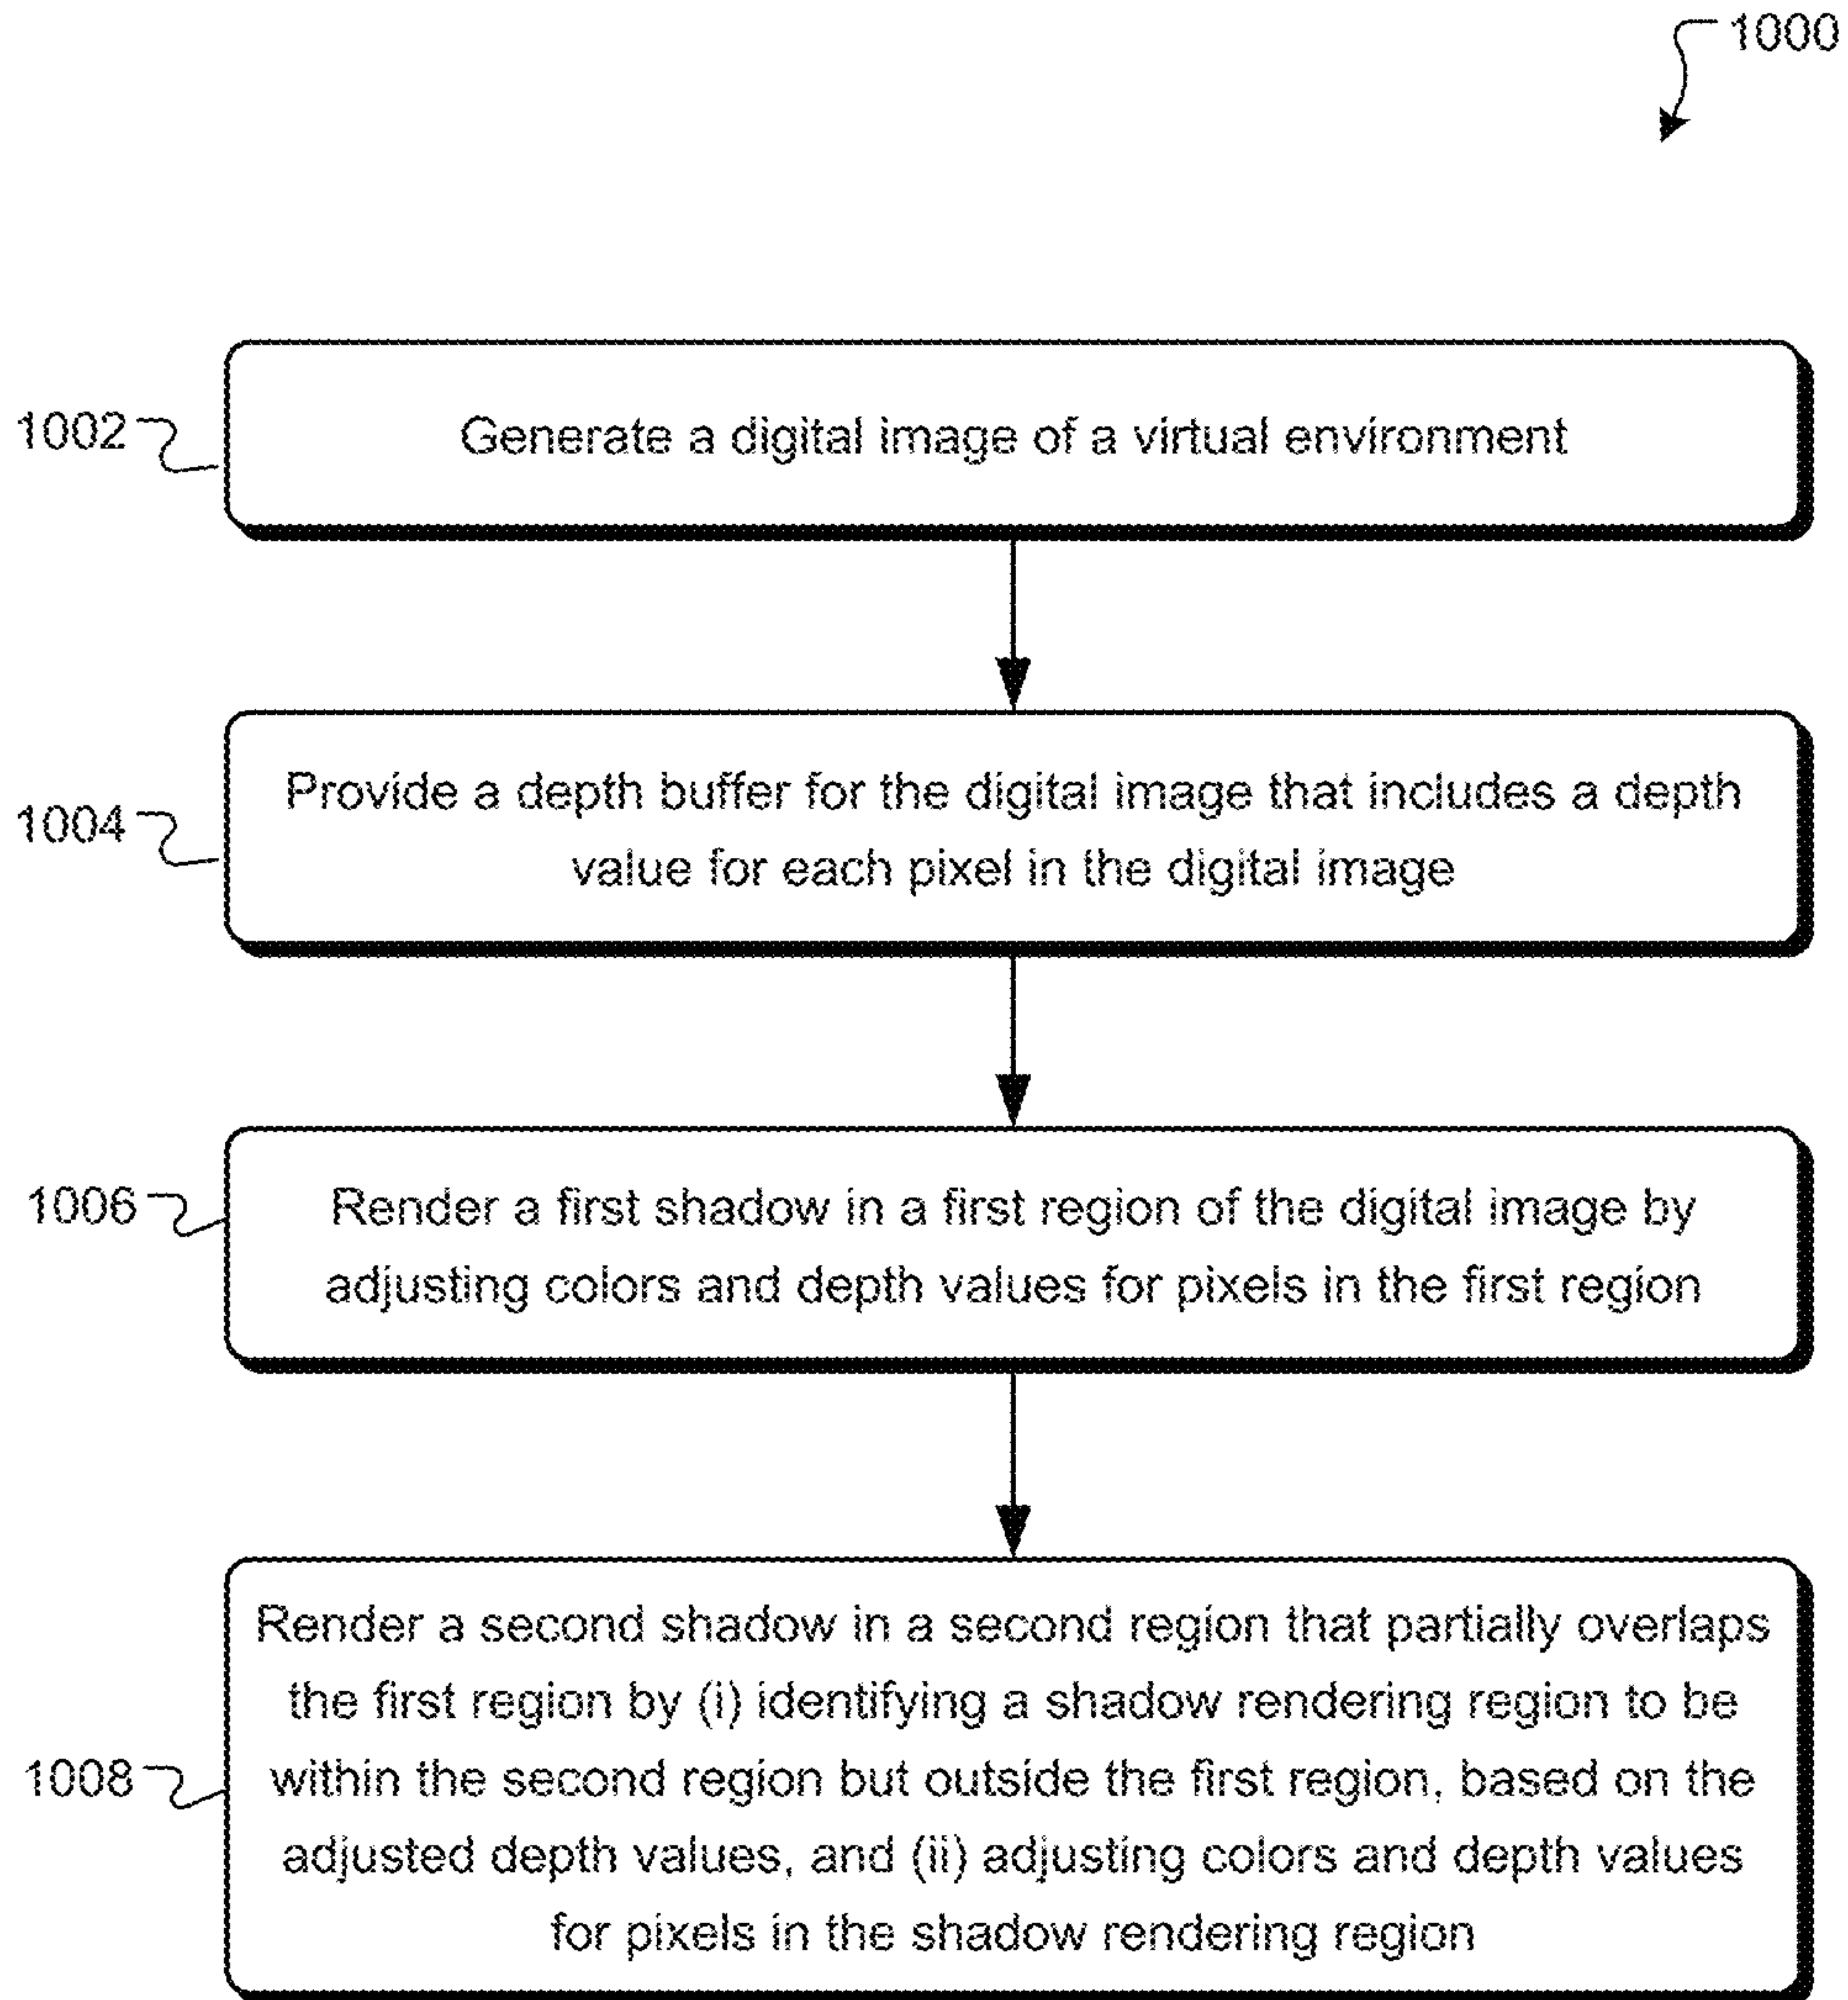 1000
1002
Generate a digital image of a virtual environment
1004
Provide a depth buffer for the digital image that includes a depth
value for each pixel in the digital image
1006
Render a first shadow in a first region of the digital image by
adjusting colors and depth values for pixels in the first region
1008
Render a second shadow in a second region that partially overlaps
the first region by (i) identifying a shadow rendering region to be
within the second region but outside the first region, based on the
adjusted depth values, and (ii) adjusting colors and depth values
for pixels in the shadow rendering region